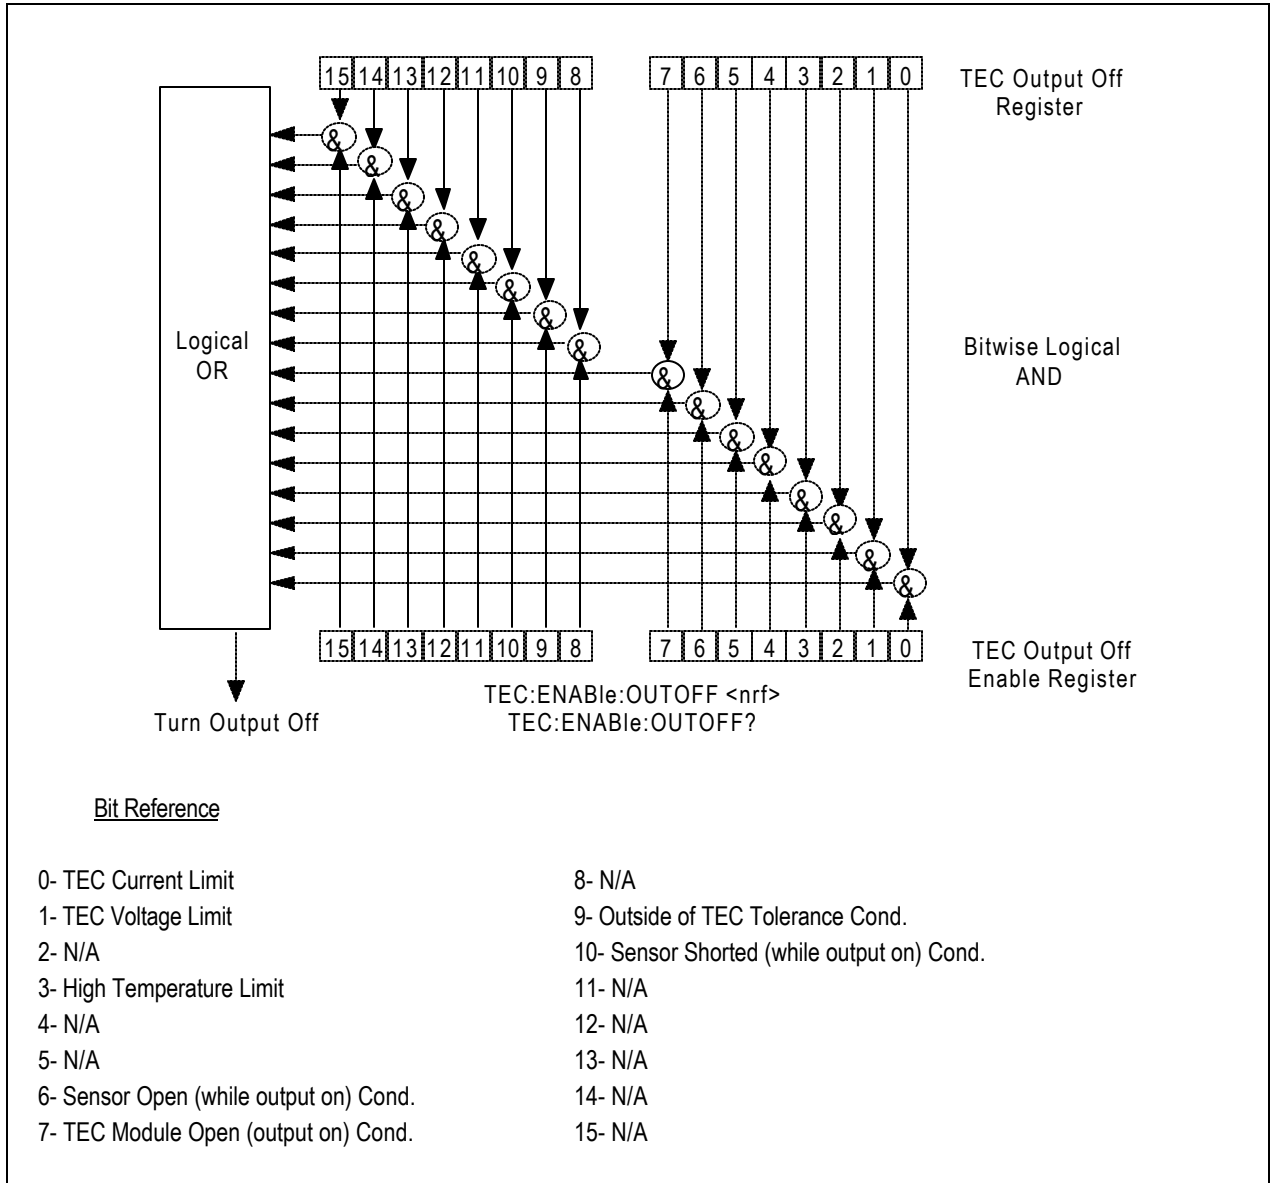 15 14 13 12 11 10 9 8 7 6 5 4 3 2 1 0
TEC Output Off
Register
& & & & & & & & & & & & & & & &
Logical
OR
Bitwise Logical
AND
15 14 13 12 11 10 9 8 7 6 5 4 3 2 1 0
TEC Output Off
Enable Register
TEC:ENABle:OUTOFF <nrf>
TEC:ENABle:OUTOFF?
Turn Output Off
Bit Reference
0- TEC Current Limit
1- TEC Voltage Limit
2- N/A
3- High Temperature Limit
4- N/A
5- N/A
6- Sensor Open (while output on) Cond.
7- TEC Module Open (output on) Cond.
8- N/A
9- Outside of TEC Tolerance Cond.
10- Sensor Shorted (while output on) Cond.
11- N/A
12- N/A
13- N/A
14- N/A
15- N/A